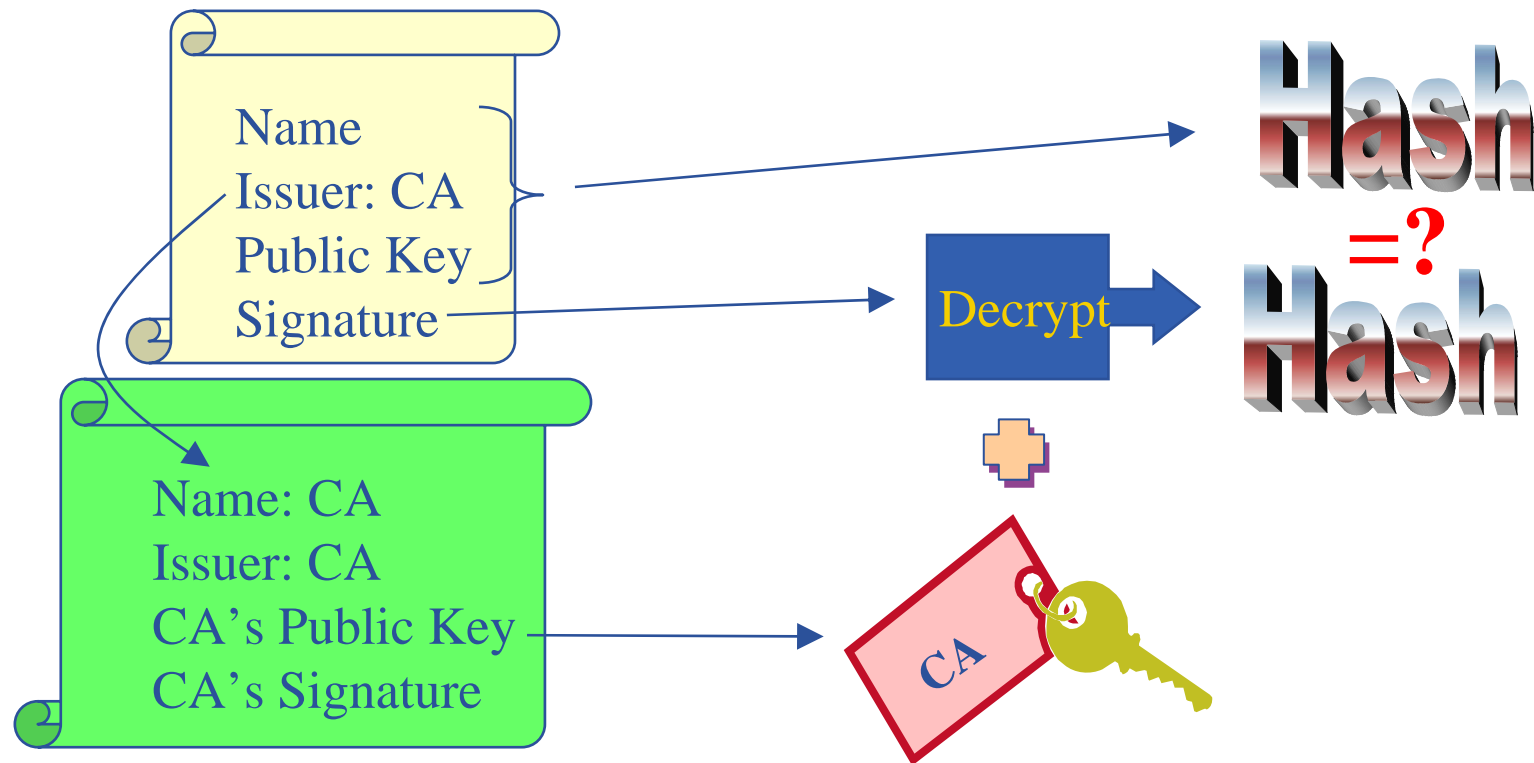 Name
Issuer: CA
Public Key
Signature
Hash
=?
Decrypt
Hash
Name: CA
Issuer: CA
CA’s Public Key
CA’s Signature
CA